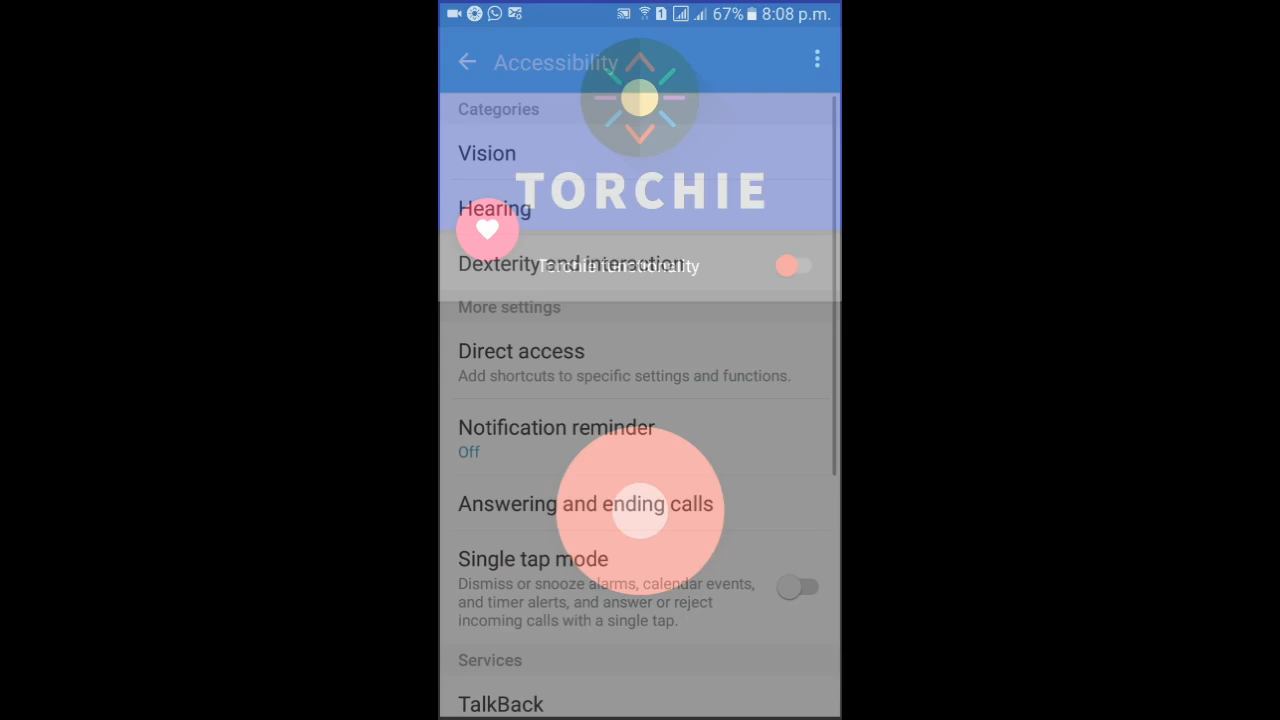 67% 8:08 p.m.
Accessibility
Categories
Vision
TORCHIE
Hearing
Dexterity and interaction
Torchie functionality
More settings
Direct access
Add shortcuts to specific settings and functions.
Notification reminder
Off
Answering and ending calls
Single tap mode
Dismiss or snooze alarms, calendar events,
and timer alerts, and answer or reject
incoming calls with a single tap.
Services
TalkBack